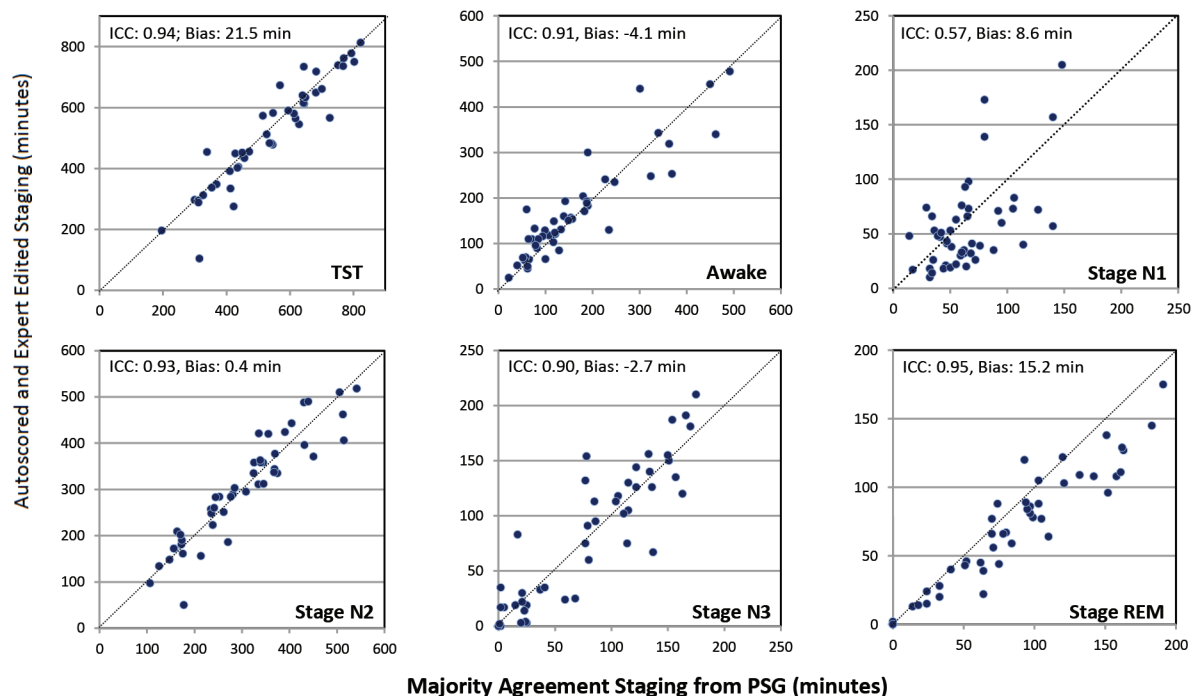 Autoscored and Expert Edited Staging (minutes)
ICC: 0.94; Bias: 21.5 min
800
600
400
200
0
TST
0 200 400 600 800
ICC: 0.91, Bias: -4.1 min
600
500
400
300
200
100
0
Awake
0 100 200 300 400 500 600
ICC: 0.57, Bias: 8.6 min
250
200
150
100
50
0
Stage N1
0 50 100 150 200 250
ICC: 0.93, Bias: 0.4 min
600
500
400
300
200
100
0
Stage N2
0 100 200 300 400 500 600
ICC: 0.90, Bias: -2.7 min
250
200
150
100
50
0
Stage N3
0 50 100 150 200 250
ICC: 0.95, Bias: 15.2 min
200
150
100
50
0
Stage REM
0 50 100 150 200
Majority Agreement Staging from PSG (minutes)